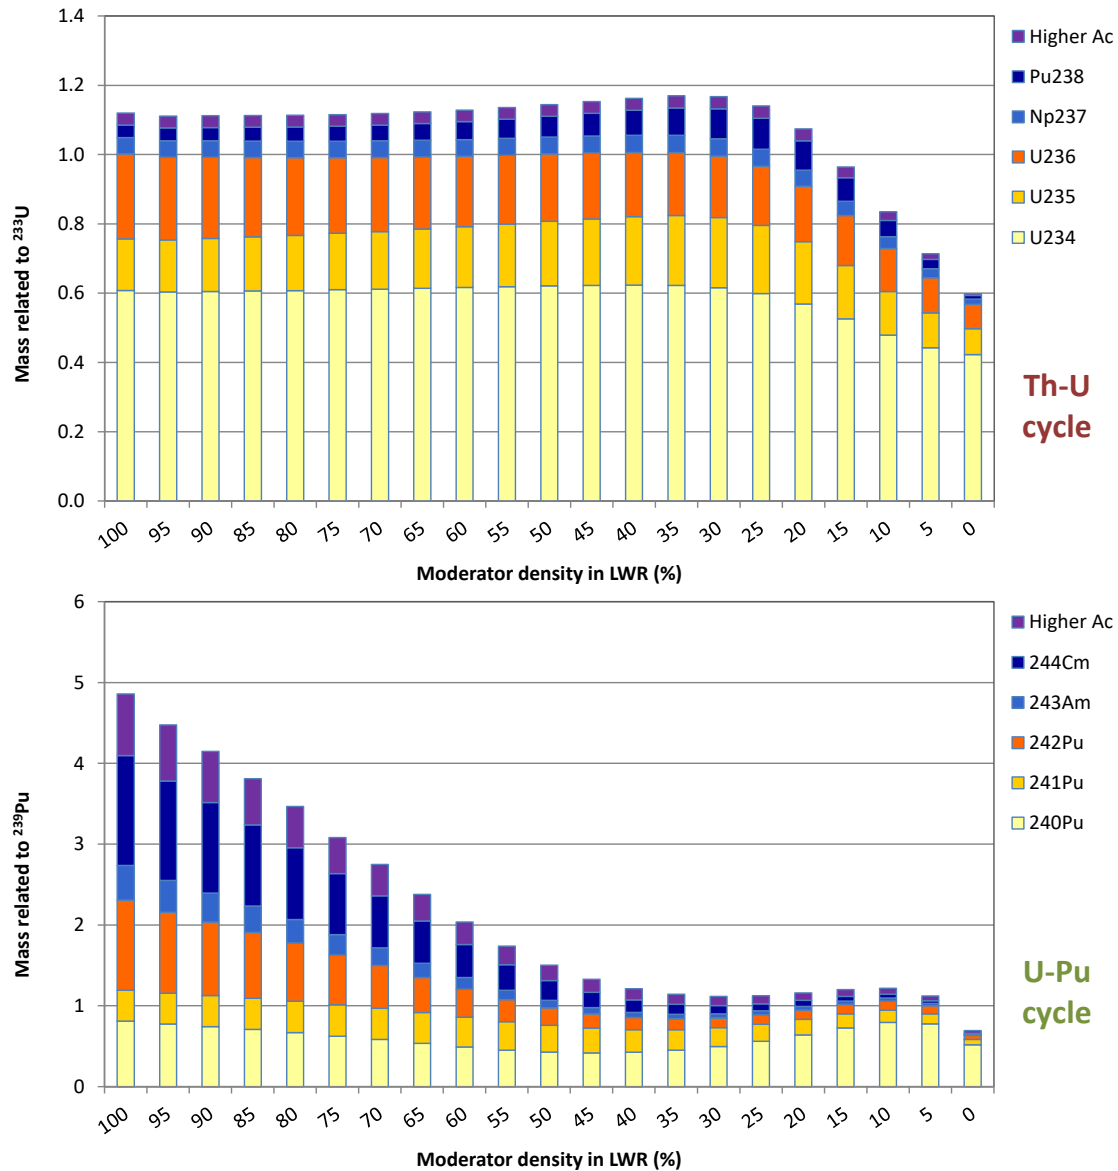 1.4
1.2
1.0
0.8
0.6
0.4
0.2
0.0
Mass related to ²³³U
100 95 90 85 80 75 70 65 60 55 50 45 40 35 30 25 20 15 10 5 0
Moderator density in LWR (%)
Higher Ac
Pu238
Np237
U236
U235
U234
Th-U
cycle
6
5
4
3
2
1
0
Mass related to ²³⁹Pu
100 95 90 85 80 75 70 65 60 55 50 45 40 35 30 25 20 15 10 5 0
Moderator density in LWR (%)
Higher Ac
244Cm
243Am
242Pu
241Pu
240Pu
U-Pu
cycle